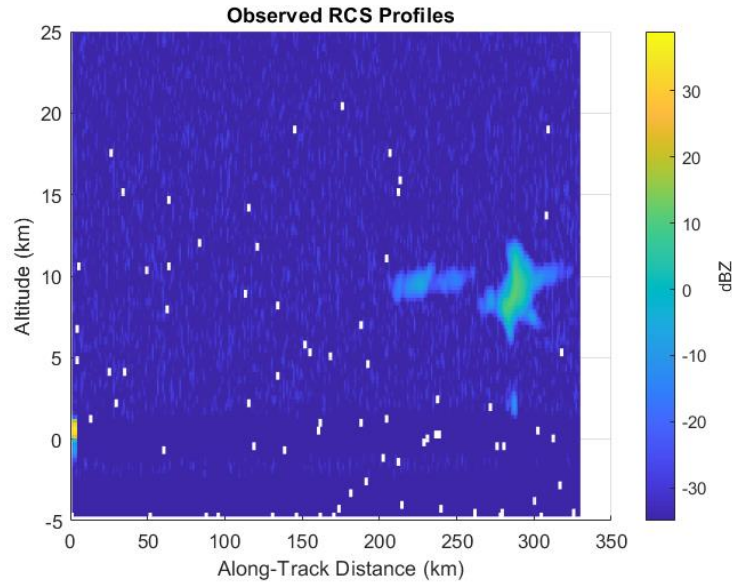 Observed RCS Profiles
25
20
15
10
5
0
-5
Altitude (km)
0 50 100 150 200 250 300 350
Along-Track Distance (km)
30
20
10
0
-10
-20
-30
dBZ